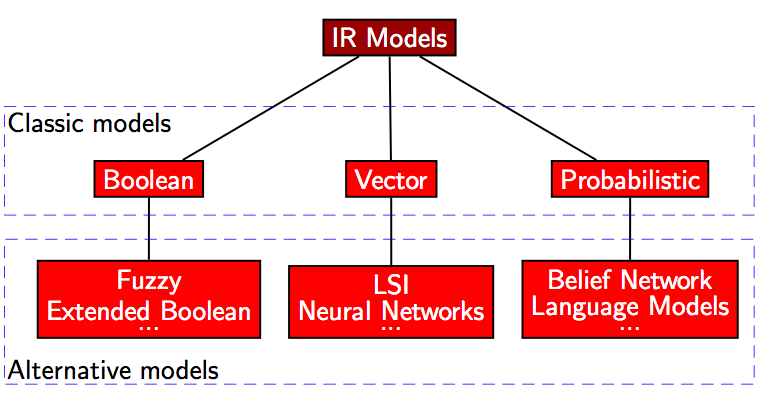 IR Models
Classic models
Boolean
Vector
Probabilistic
Fuzzy
Extended Boolean
...
LSI
Neural Networks
...
Belief Network
Language Models
...
Alternative models